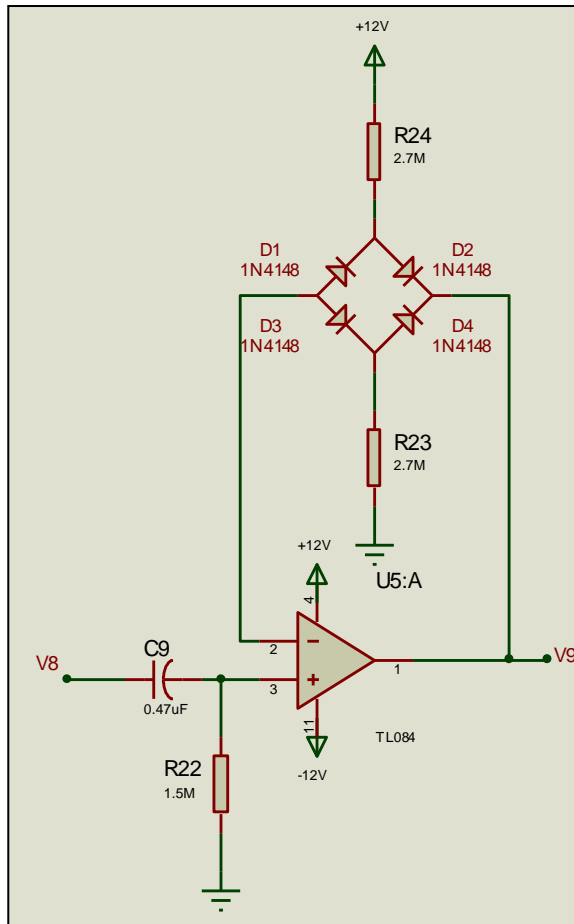 +12V
R24
2.7M
D1
1N4148
D2
1N4148
D3
1N4148
D4
1N4148
R23
2.7M
+12V
U5:A
4
2
3
1
11
TL084
-12V
V8
C9
0.47uF
V9
R22
1.5M